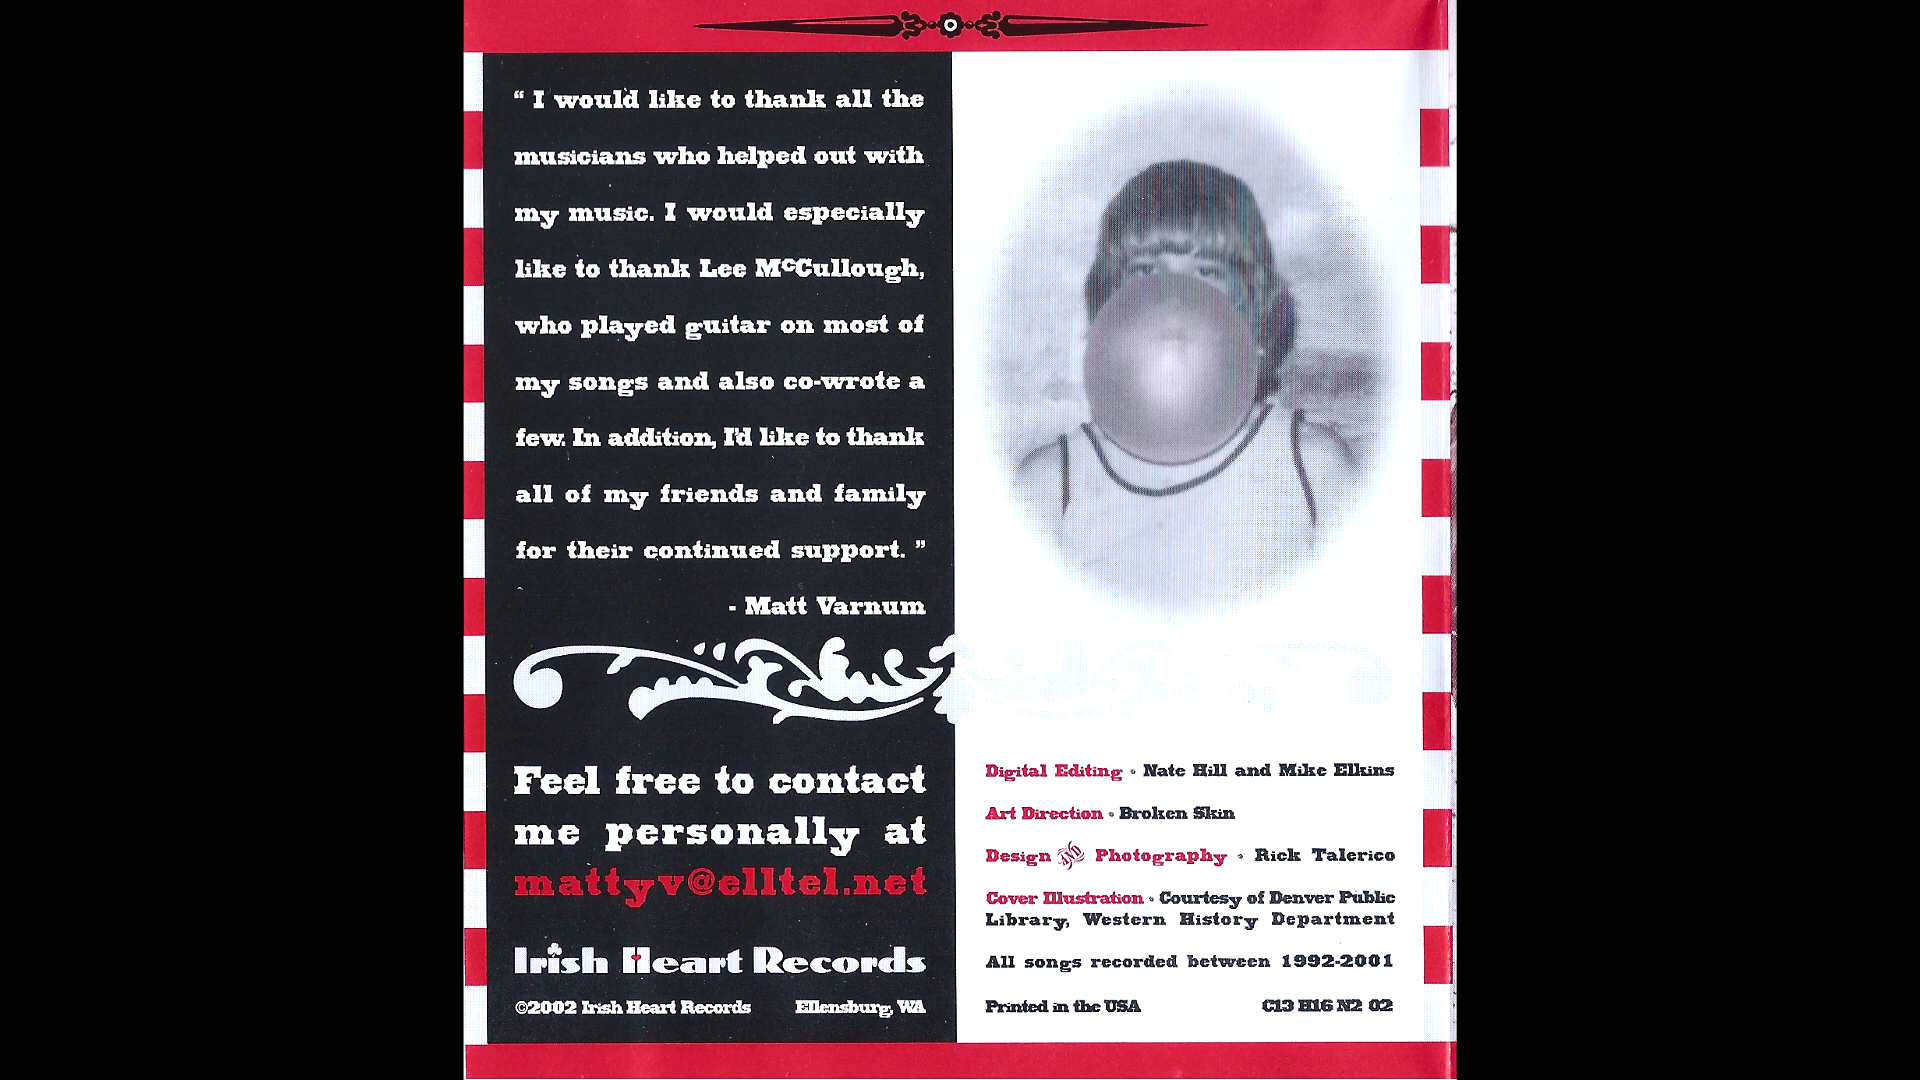 “ I would like to thank all the
musicians who helped out with
my music. I would especially
like to thank Lee McCullough,
who played guitar on most of
my songs and also co-wrote a
few. In addition, I'd like to thank
all of my friends and family
for their continued support. ”
- Matt Varnum
Feel free to contact
me personally at
mattyv@elltel.net
Irish Heart Records
©2002 Irish Heart Records Ellensburg, WA
Digital Editing • Nate Hill and Mike Elkins
Art Direction • Broken Skin
Design And Photography • Rick Talerico
Cover Illustration • Courtesy of Denver Public
Library, Western History Department
All songs recorded between 1992-2001
Printed in the USA C13 H16 N2 O2